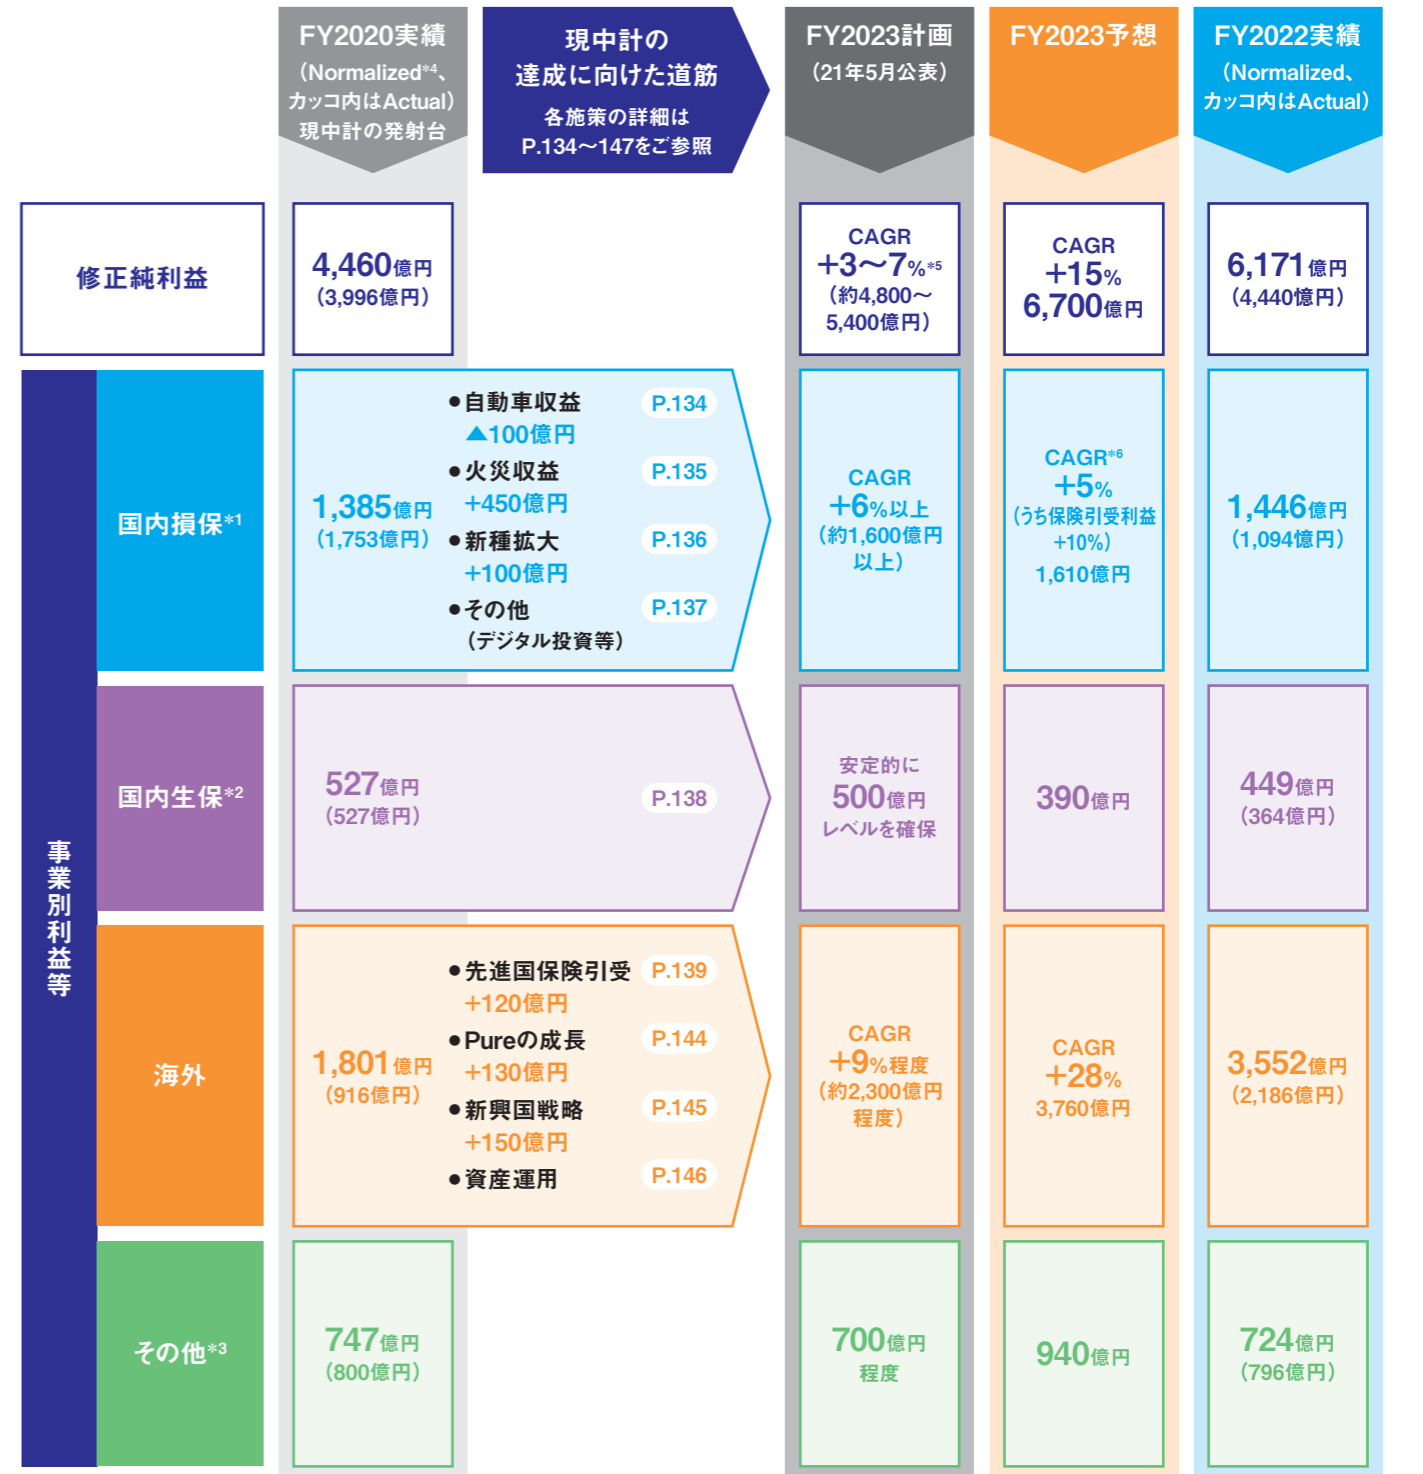 FY2020実績
（Normalized*4、
カッコ内はActual）
現中計の発射台
現中計の
達成に向けた道筋
各施策の詳細は
P.134～147をご参照
FY2023計画
（21年5月公表）
FY2023予想
FY2022実績
（Normalized、
カッコ内はActual）
修正純利益
4,460億円
（3,996億円）
CAGR
+3～7%*5
（約4,800～
5,400億円）
CAGR
+15%
6,700億円
6,171億円
（4,440億円）
事業別利益等
国内損保*1
1,385億円
（1,753億円）
●自動車収益 P.134
▲100億円
●火災収益 P.135
+450億円
●新種拡大 P.136
+100億円
●その他 P.137
（デジタル投資等）
CAGR
+6%以上
（約1,600億円
以上）
CAGR*6
+5%
（うち保険引受利益
+10%）
1,610億円
1,446億円
（1,094億円）
国内生保*2
527億円
（527億円）
P.138
安定的に
500億円
レベルを確保
390億円
449億円
（364億円）
海外
1,801億円
（916億円）
●先進国保険引受 P.139
+120億円
●Pureの成長 P.144
+130億円
●新興国戦略 P.145
+150億円
●資産運用 P.146
CAGR
+9%程度
（約2,300億円
程度）
CAGR
+28%
3,760億円
3,552億円
（2,186億円）
その他*3
747億円
（800億円）
700億円
程度
940億円
724億円
（796億円）